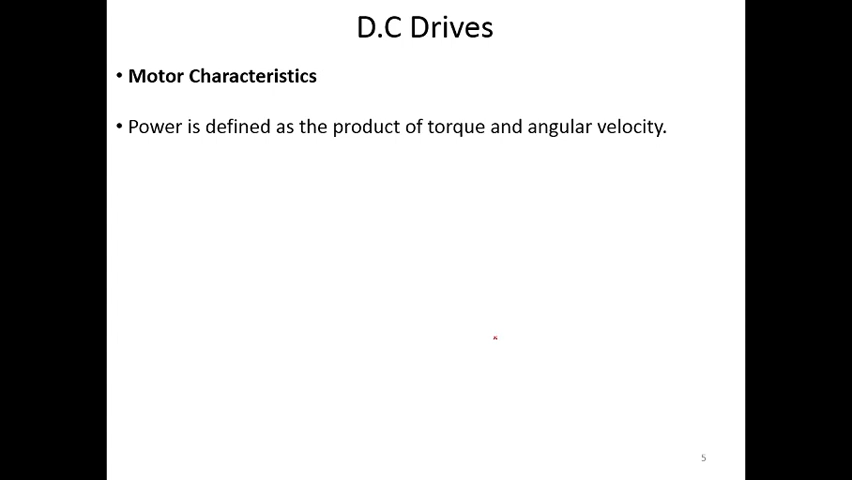 D.C Drives
• Motor Characteristics
• Power is defined as the product of torque and angular velocity.
5